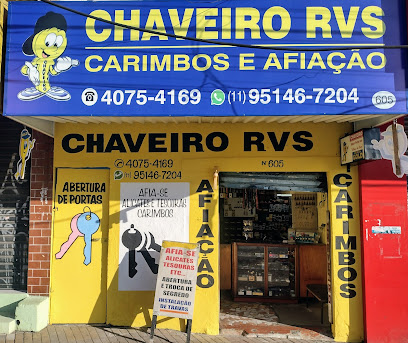 CHAVEIRO RVS
CARIMBOS E AFIAÇÃO
4075-4169 (11) 95146-7204
605
CHAVEIRO RVS
4075-4169
(11) 95146-7204
Nº 605
ABERTURA
DE PORTAS
AFIA-SE
ALICATES E TESOURAS
CARIMBOS
AFIAÇÃO
CARIMBOS
AFIA-SE
ALICATES
TESOURAS
ETC...
ABERTURA
E TROCA DE
SEGREDO
INSTALAÇÃO
DE TRAVAS